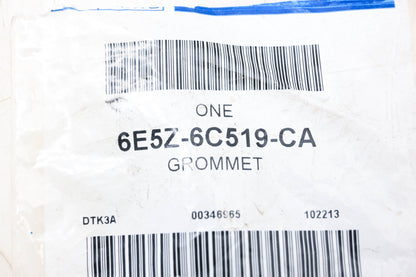 ONE
6E5Z-6C519-CA
GROMMET
DTK3A 00346965 102213